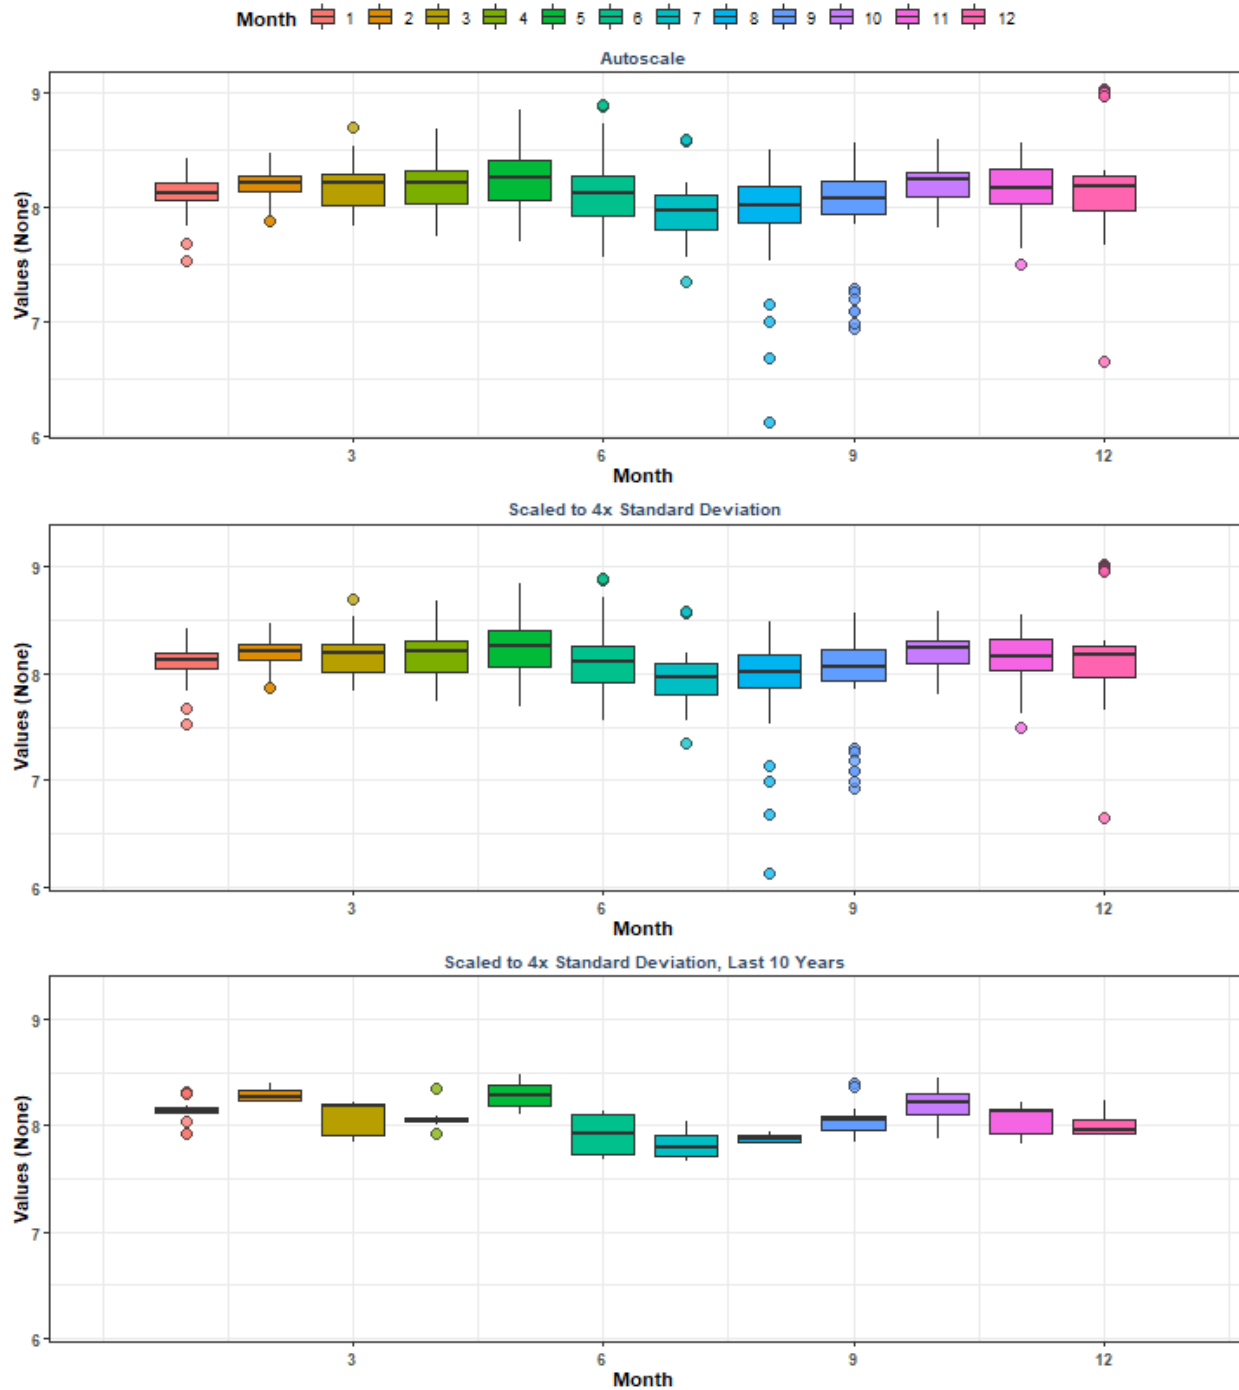 Month 1 2 3 4 5 6 7 8 9 10 11 12
Autoscale
Values (None)
9
8
7
6
3 6 9 12
Month
Scaled to 4x Standard Deviation
Values (None)
9
8
7
6
3 6 9 12
Month
Scaled to 4x Standard Deviation, Last 10 Years
Values (None)
9
8
7
6
3 6 9 12
Month